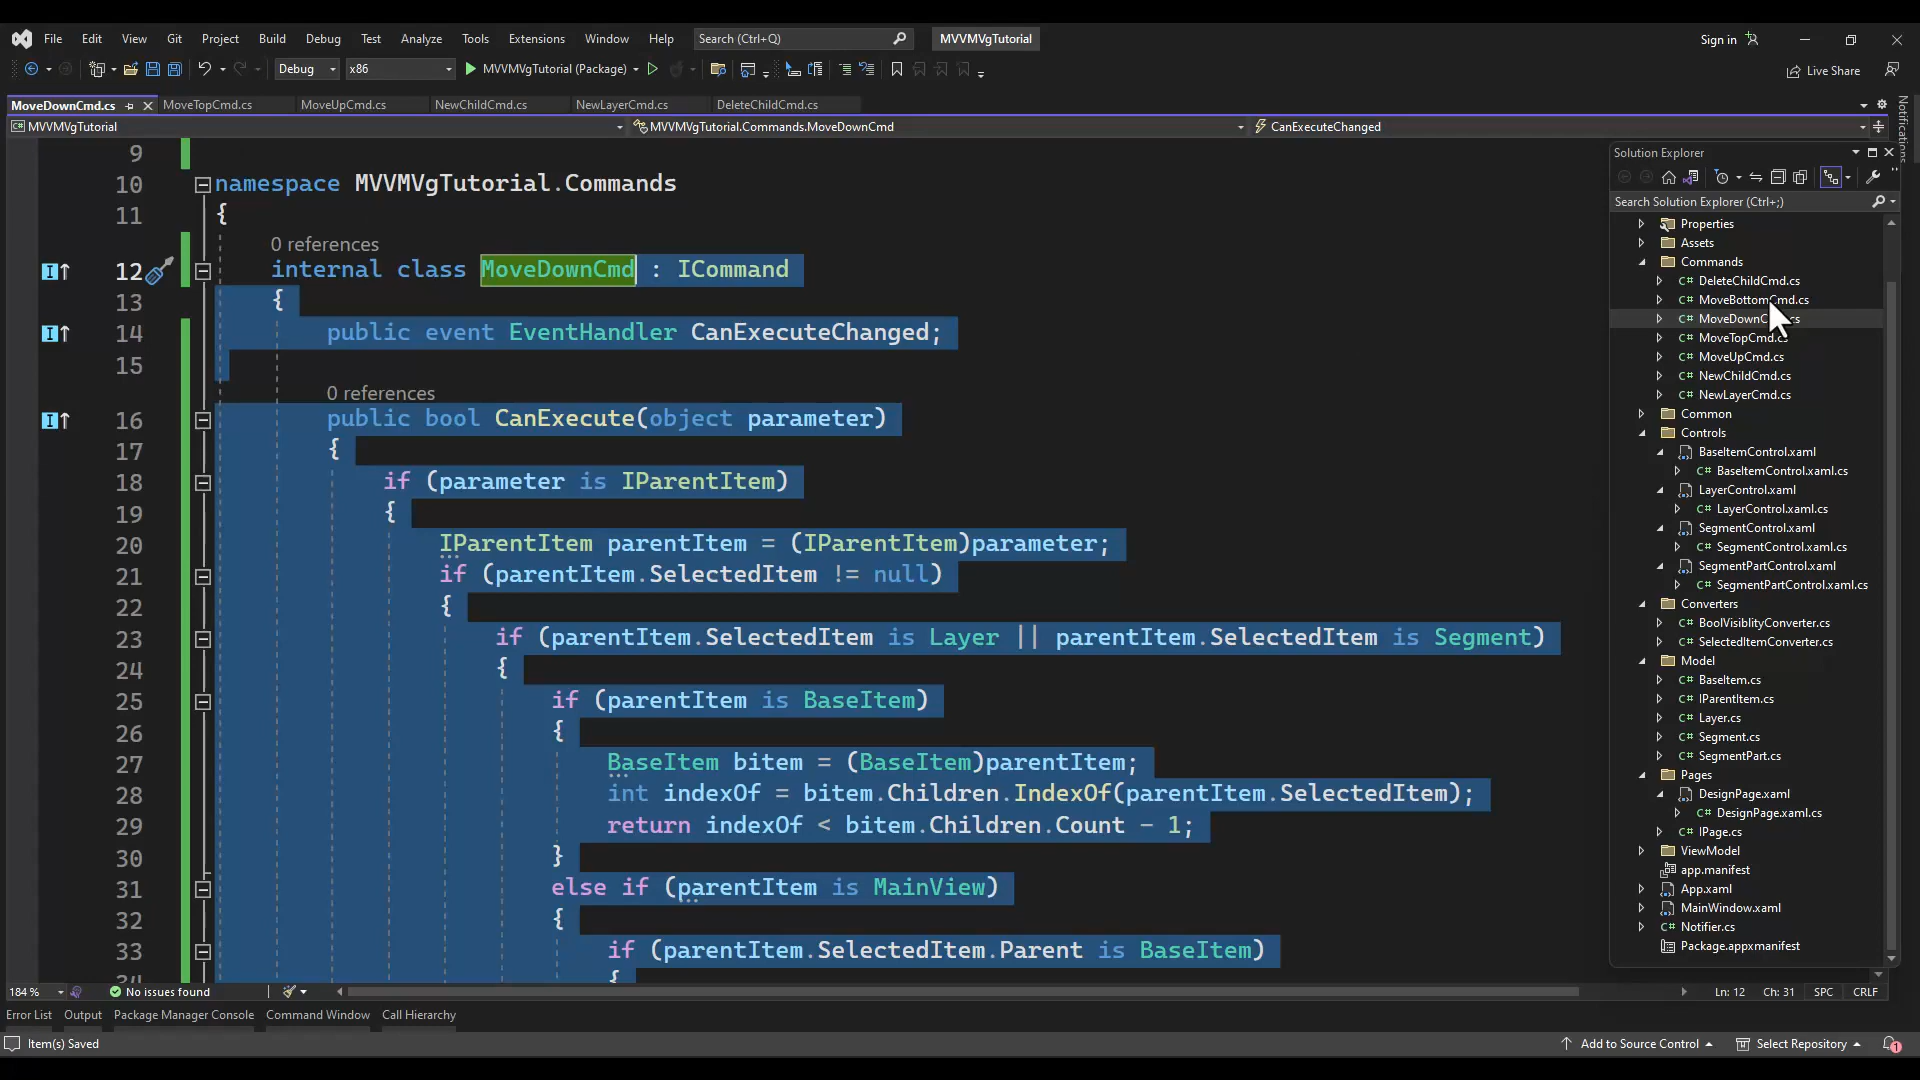 File Edit View Git Project Build Debug Test Analyze Tools Extensions Window Help Search (Ctrl+Q) MVVMVgTutorial Sign in
Debug x86 MVVMVgTutorial (Package) Live Share
MoveDownCmd.cs MoveTopCmd.cs MoveUpCmd.cs NewChildCmd.cs NewLayerCmd.cs DeleteChildCmd.cs
MVVMVgTutorial MVVMVgTutorial.Commands.MoveDownCmd CanExecuteChanged
Notifications
9
10 namespace MVVMVgTutorial.Commands
11 {
0 references
12 internal class MoveDownCmd : ICommand
13 {
14 public event EventHandler CanExecuteChanged;
15
0 references
16 public bool CanExecute(object parameter)
17 {
18 if (parameter is IParentItem)
19 {
20 IParentItem parentItem = (IParentItem)parameter;
21 if (parentItem.SelectedItem != null)
22 {
23 if (parentItem.SelectedItem is Layer || parentItem.SelectedItem is Segment)
24 {
25 if (parentItem is BaseItem)
26 {
27 BaseItem bitem = (BaseItem)parentItem;
28 int indexOf = bitem.Children.IndexOf(parentItem.SelectedItem);
29 return indexOf < bitem.Children.Count - 1;
30 }
31 else if (parentItem is MainView)
32 {
33 if (parentItem.SelectedItem.Parent is BaseItem)
34 {
Solution Explorer
Search Solution Explorer (Ctrl+;)
Properties
Assets
Commands
C# DeleteChildCmd.cs
C# MoveBottomCmd.cs
C# MoveDownC
C# MoveTopCmd.cs
C# MoveUpCmd.cs
C# NewChildCmd.cs
C# NewLayerCmd.cs
Common
Controls
BaseItemControl.xaml
C# BaseItemControl.xaml.cs
LayerControl.xaml
C# LayerControl.xaml.cs
SegmentControl.xaml
C# SegmentControl.xaml.cs
SegmentPartControl.xaml
C# SegmentPartControl.xaml.cs
Converters
C# BoolVisiblityConverter.cs
C# SelectedItemConverter.cs
Model
C# BaseItem.cs
C# IParentItem.cs
C# Layer.cs
C# Segment.cs
C# SegmentPart.cs
Pages
DesignPage.xaml
C# DesignPage.xaml.cs
C# IPage.cs
ViewModel
app.manifest
App.xaml
MainWindow.xaml
C# Notifier.cs
Package.appxmanifest
184 % No issues found Ln: 12 Ch: 31 SPC CRLF
Error List Output Package Manager Console Command Window Call Hierarchy
Item(s) Saved Add to Source Control Select Repository 1